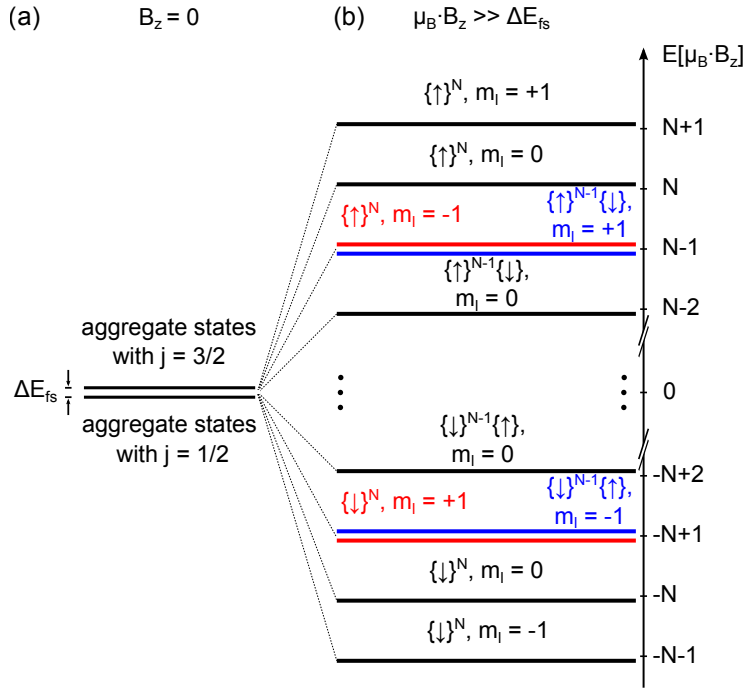 (a)
B_z = 0
(b)
μ_B·B_z >> ΔE_fs
E[μ_B·B_z]
{↑}^N, m_l = +1
N+1
{↑}^N, m_l = 0
N
{↑}^N, m_l = -1
{↑}^N-1{↓},
m_l = +1
N-1
{↑}^N-1{↓},
m_l = 0
N-2
aggregate states
with j = 3/2
ΔE_fs
0
aggregate states
with j = 1/2
{↓}^N-1{↑},
m_l = 0
-N+2
{↓}^N, m_l = +1
{↓}^N-1{↑},
m_l = -1
-N+1
{↓}^N, m_l = 0
-N
{↓}^N, m_l = -1
-N-1